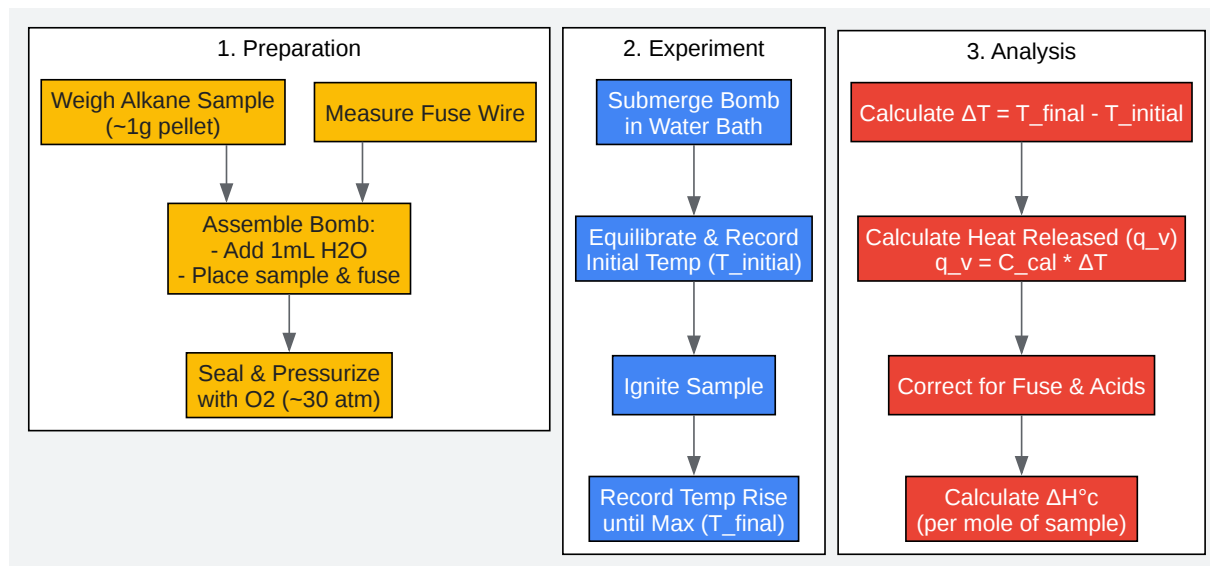 1. Preparation
Weigh Alkane Sample
(~1g pellet)
Measure Fuse Wire
Assemble Bomb:
- Add 1mL H2O
- Place sample & fuse
Seal & Pressurize
with O2 (~30 atm)
2. Experiment
Submerge Bomb
in Water Bath
Equilibrate & Record
Initial Temp (T_initial)
Ignite Sample
Record Temp Rise
until Max (T_final)
3. Analysis
Calculate ΔT = T_final - T_initial
Calculate Heat Released (q_v)
q_v = C_cal * ΔT
Correct for Fuse & Acids
Calculate ΔH°c
(per mole of sample)